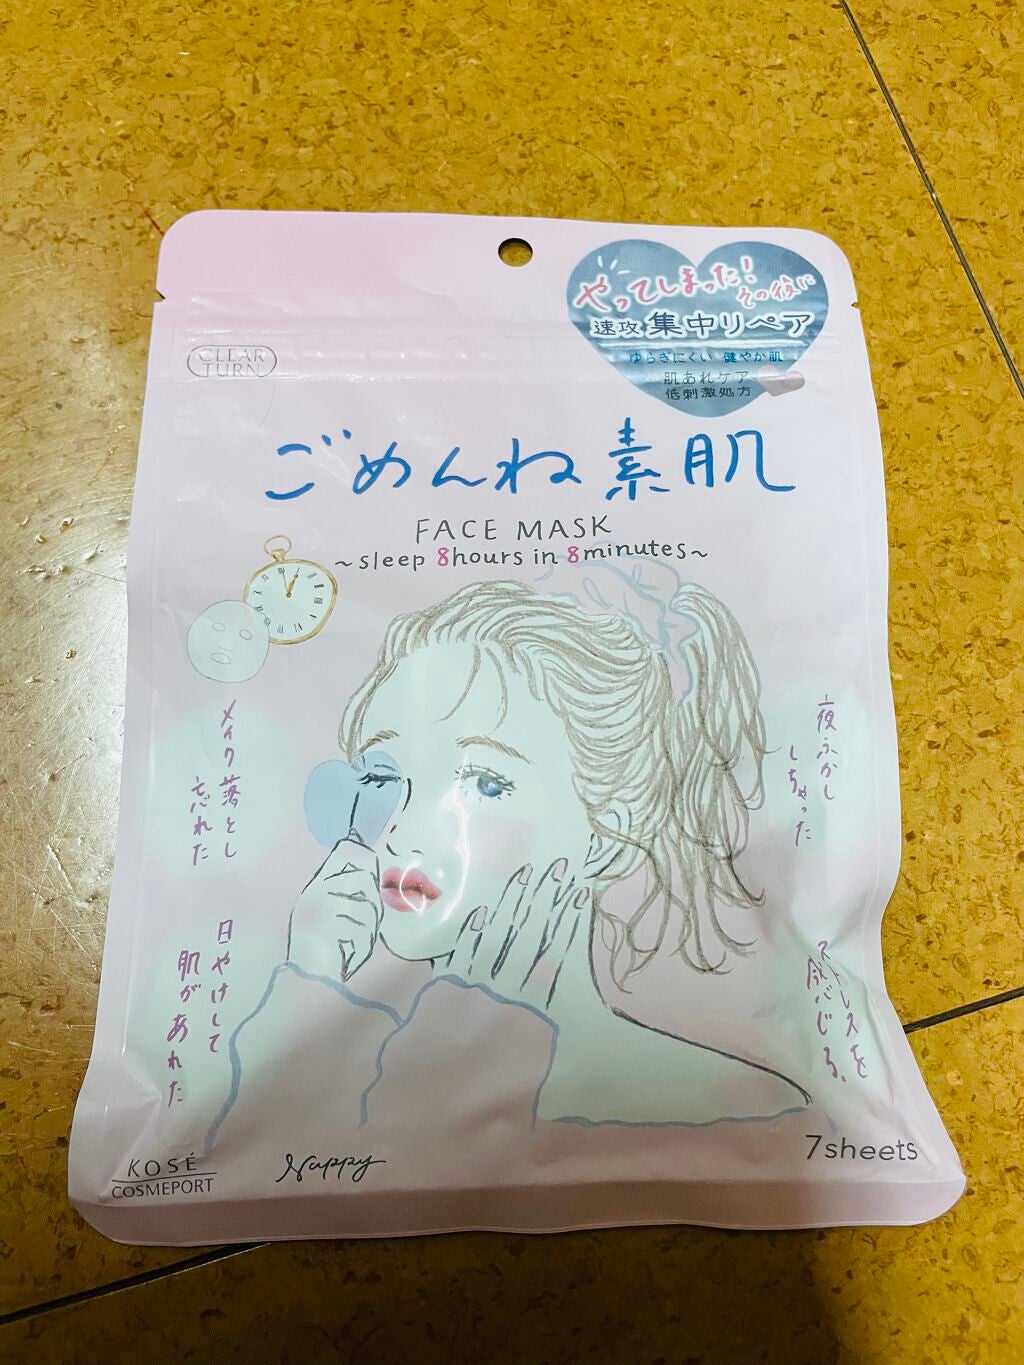 やってしまった!
その後に
速攻 集中リペア
ゆらぎにくい 健やか肌
肌あれケア
低刺激処方
CLEAR
TURN
ごめんね素肌
FACE MASK
~sleep 8hours in 8minutes~
メイク落とし
忘れた
夜ふかし
しちゃった
日やけして
肌があれた
ストレスを
感じる。
KOSÉ
COSMEPORT
Nappy
7sheets